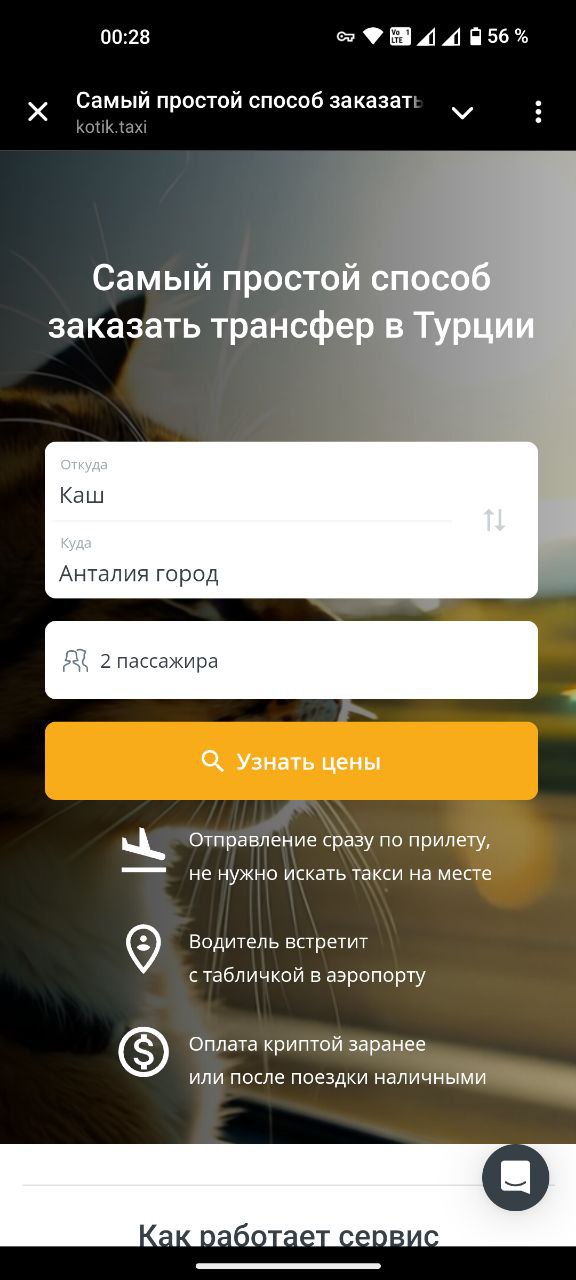 00:28
Vo 1
LTE
56 %
Самый простой способ заказать
kotik.taxi
Самый простой способ
заказать трансфер в Турции
Откуда
Каш
Куда
Анталия город
2 пассажира
Узнать цены
Отправление сразу по прилету,
не нужно искать такси на месте
Водитель встретит
с табличкой в аэропорту
Оплата криптой заранее
или после поездки наличными
Как работает сервис